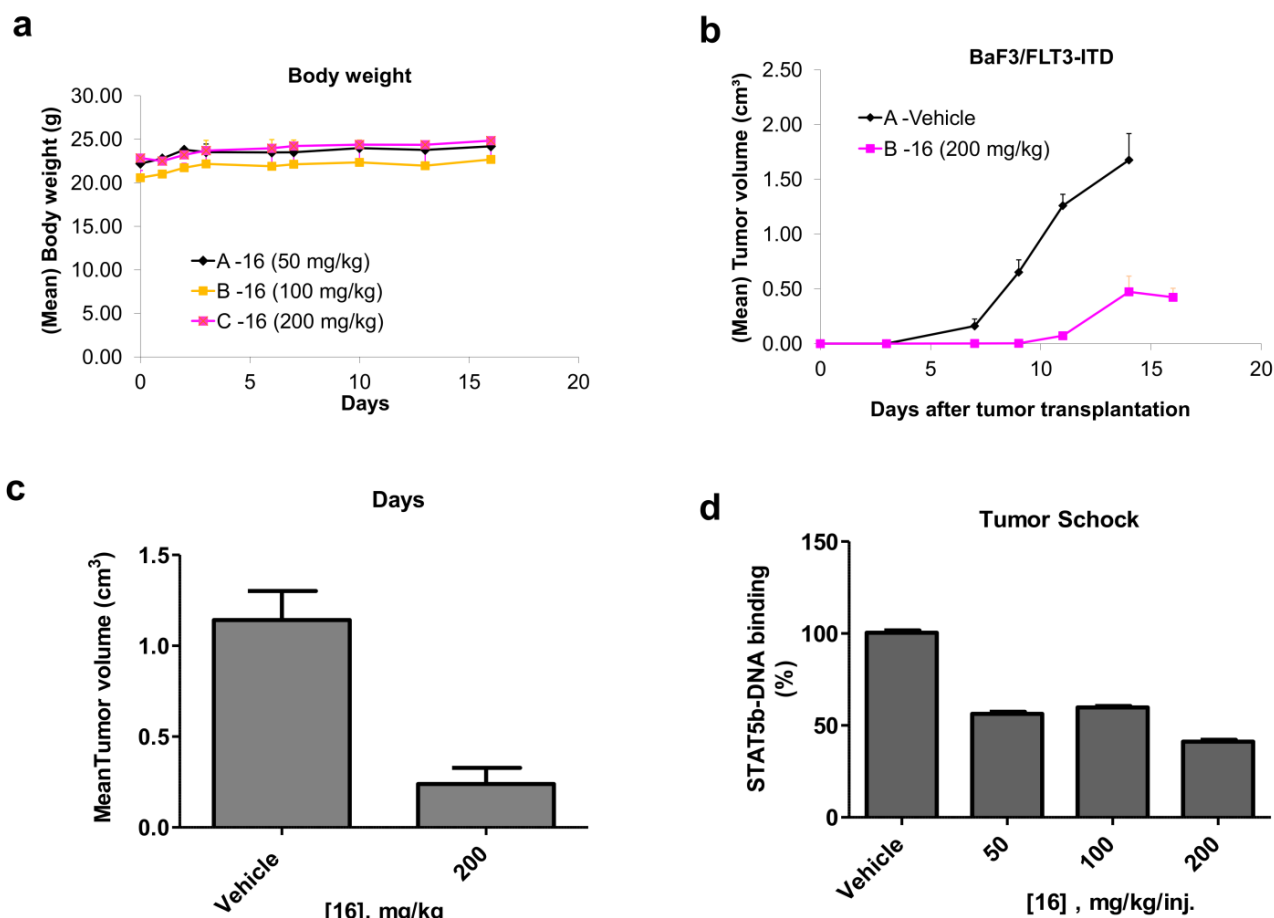 a
Body weight
30.00
25.00
20.00
15.00
10.00
5.00
0.00
(Mean) Body weight (g)
A -16 (50 mg/kg)
B -16 (100 mg/kg)
C -16 (200 mg/kg)
0 5 10 15 20
Days
b
BaF3/FLT3-ITD
2.50
2.00
1.50
1.00
0.50
0.00
(Mean) Tumor volume (cm³)
A -Vehicle
B -16 (200 mg/kg)
0 5 10 15 20
Days after tumor transplantation
c
Days
1.5
1.0
0.5
0.0
MeanTumor volume (cm³)
Vehicle 200
[16], mg/kg
d
Tumor Schock
150
100
50
0
STAT5b-DNA binding
(%)
Vehicle 50 100 200
[16] , mg/kg/inj.